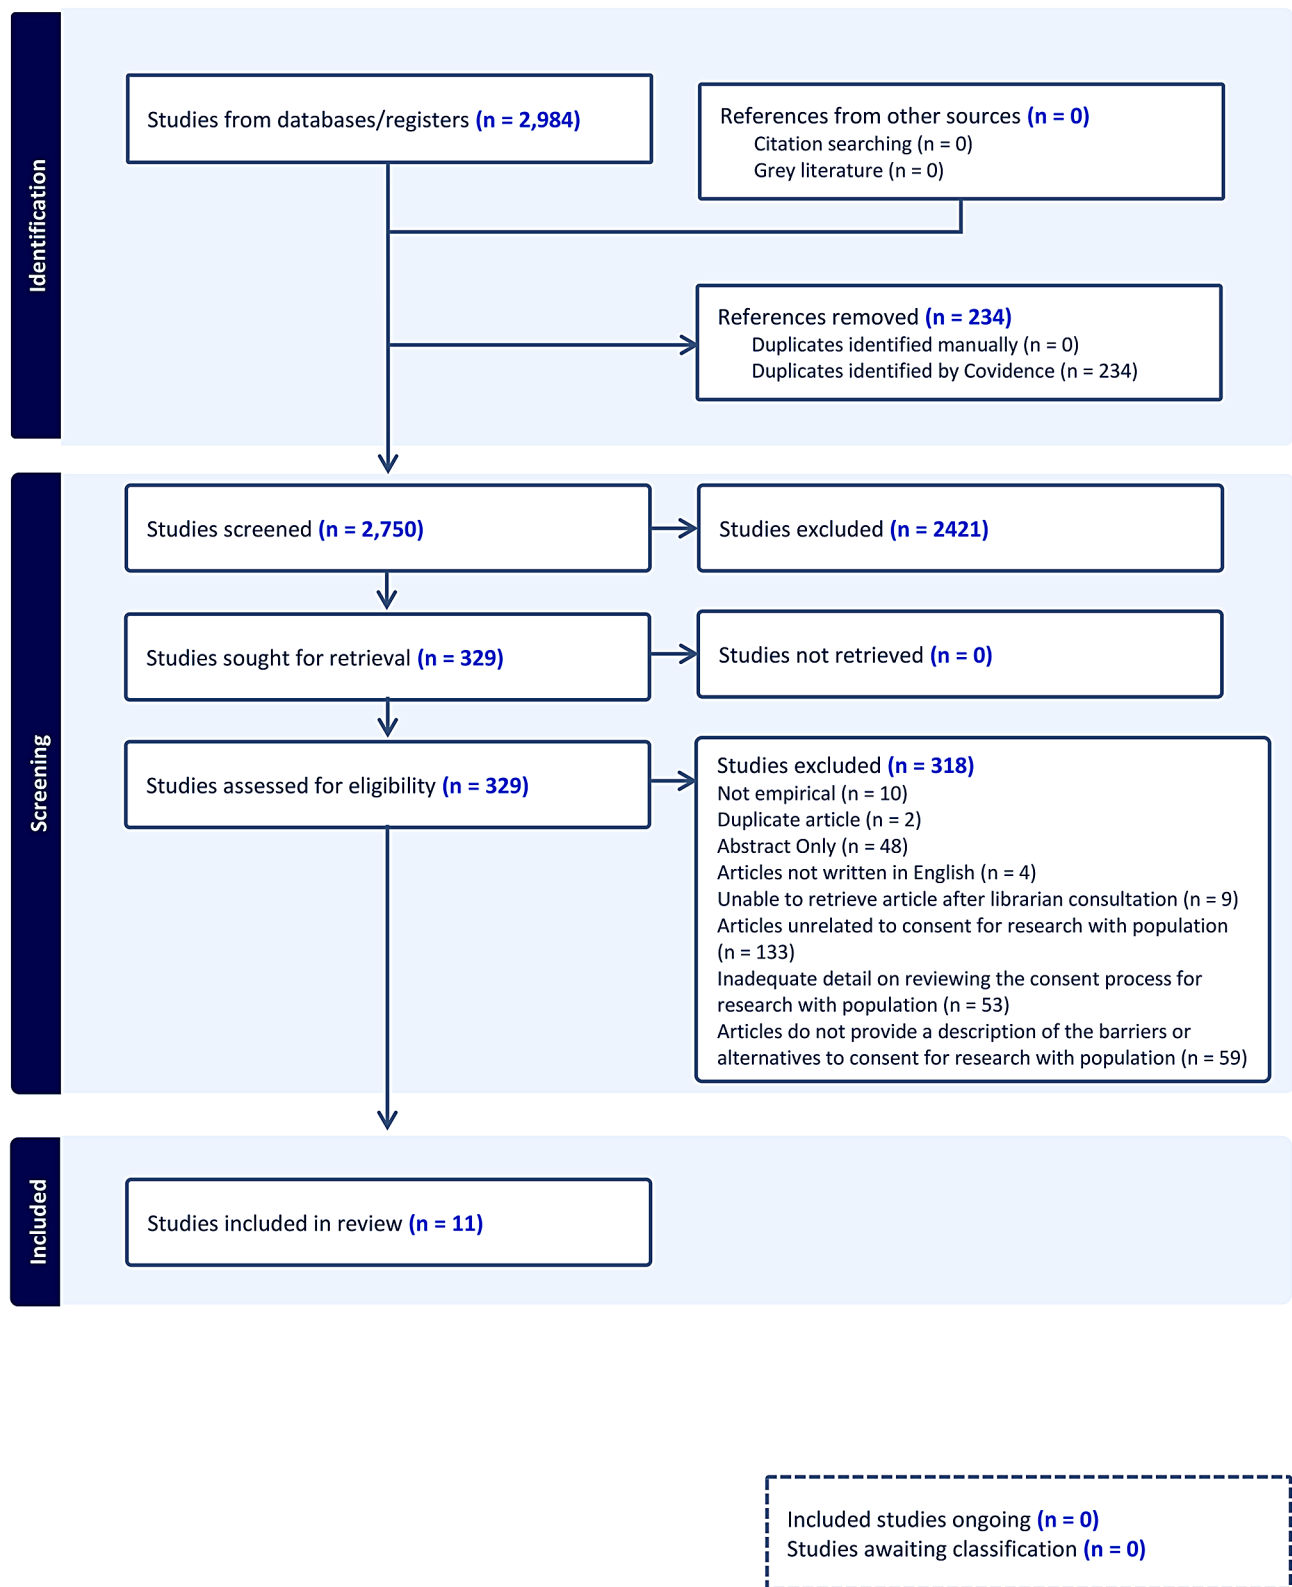 Identification
Studies from databases/registers (n = 2,984)
References from other sources (n = 0)
Citation searching (n = 0)
Grey literature (n = 0)
References removed (n = 234)
Duplicates identified manually (n = 0)
Duplicates identified by Covidence (n = 234)
Screening
Studies screened (n = 2,750)
Studies excluded (n = 2421)
Studies sought for retrieval (n = 329)
Studies not retrieved (n = 0)
Studies assessed for eligibility (n = 329)
Studies excluded (n = 318)
Not empirical (n = 10)
Duplicate article (n = 2)
Abstract Only (n = 48)
Articles not written in English (n = 4)
Unable to retrieve article after librarian consultation (n = 9)
Articles unrelated to consent for research with population
(n = 133)
Inadequate detail on reviewing the consent process for
research with population (n = 53)
Articles do not provide a description of the barriers or
alternatives to consent for research with population (n = 59)
Included
Studies included in review (n = 11)
Included studies ongoing (n = 0)
Studies awaiting classification (n = 0)